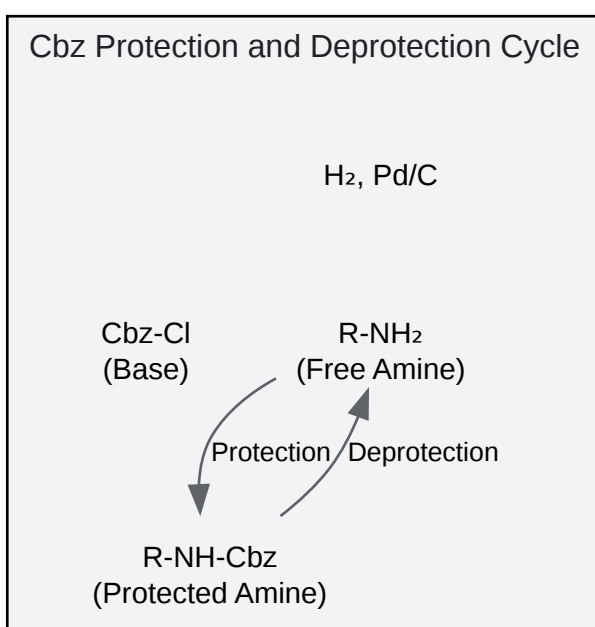 Cbz Protection and Deprotection Cycle
H₂, Pd/C
Cbz-Cl
(Base)
R-NH₂
(Free Amine)
Protection
Deprotection
R-NH-Cbz
(Protected Amine)